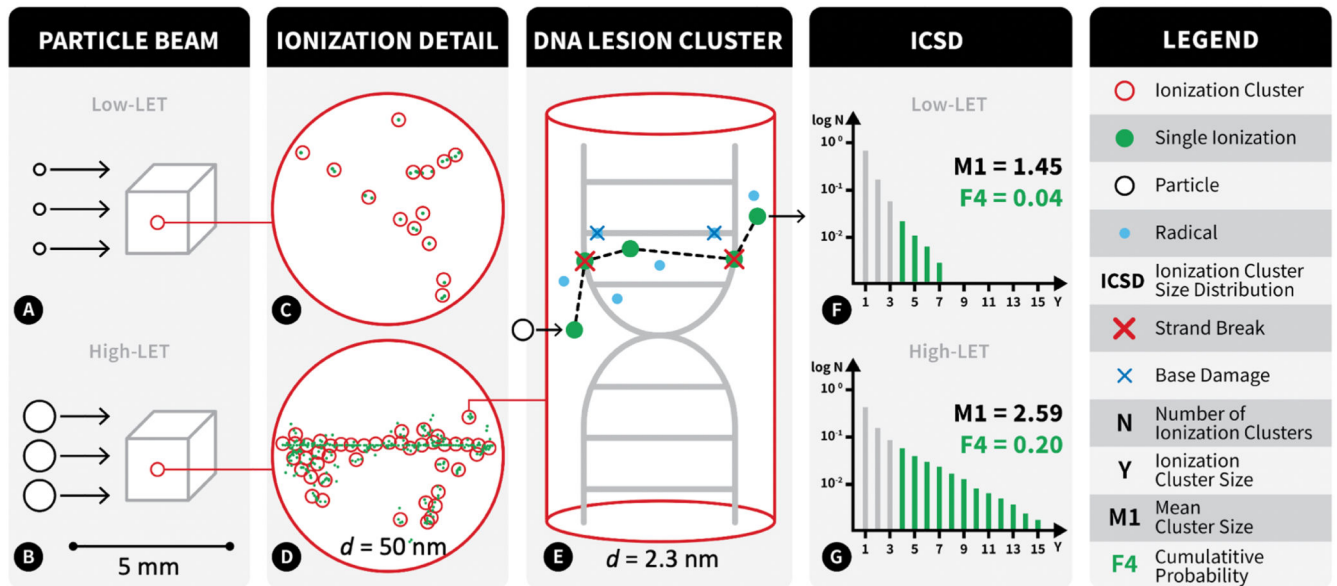 PARTICLE BEAM
Low-LET
A
High-LET
B
5 mm
IONIZATION DETAIL
C
D
d = 50 nm
DNA LESION CLUSTER
E
d = 2.3 nm
ICSD
Low-LET
log N
10⁰
10⁻¹
10⁻²
M1 = 1.45
F4 = 0.04
1 3 5 7 9 11 13 15 Y
F
High-LET
log N
10⁰
10⁻¹
10⁻²
M1 = 2.59
F4 = 0.20
1 3 5 7 9 11 13 15 Y
G
LEGEND
Ionization Cluster
Single Ionization
Particle
Radical
ICSD Ionization Cluster
Size Distribution
Strand Break
Base Damage
N Number of
Ionization Clusters
Y Ionization
Cluster Size
M1 Mean
Cluster Size
F4 Cumulatitive
Probability